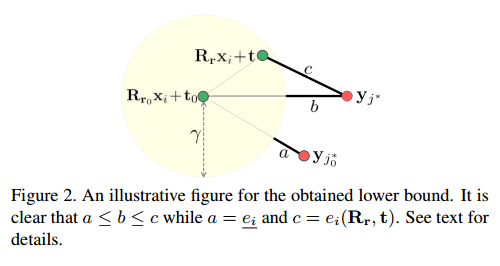 R_r x_i + t
c
R_{r_0} x_i + t_0
y_{j*}
b
γ
a
y_{j_0^*}
Figure 2. An illustrative figure for the obtained lower bound. It is
clear that a ≤ b ≤ c while a = e_i and c = e_i(R_r, t). See text for
details.